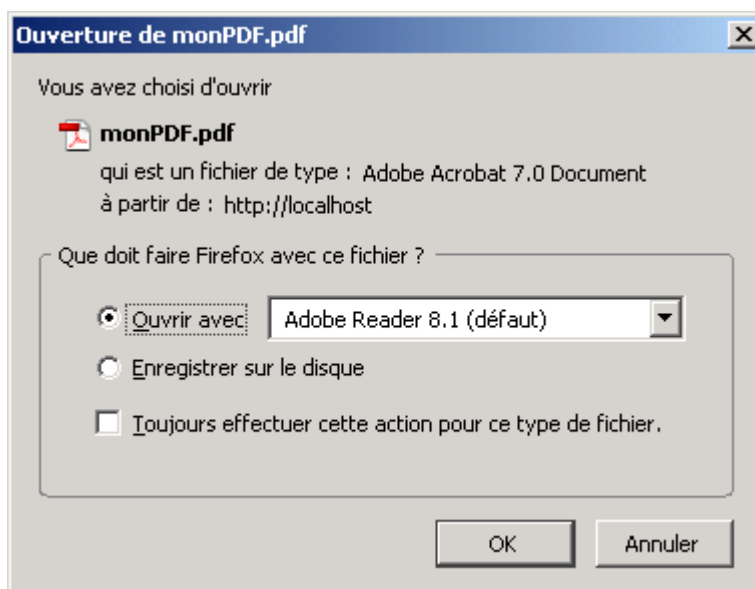 Ouverture de monPDF.pdf
Vous avez choisi d'ouvrir
monPDF.pdf
qui est un fichier de type : Adobe Acrobat 7.0 Document
à partir de : http://localhost
Que doit faire Firefox avec ce fichier ?
Ouvrir avec Adobe Reader 8.1 (défaut)
Enregistrer sur le disque
Toujours effectuer cette action pour ce type de fichier.
OK Annuler